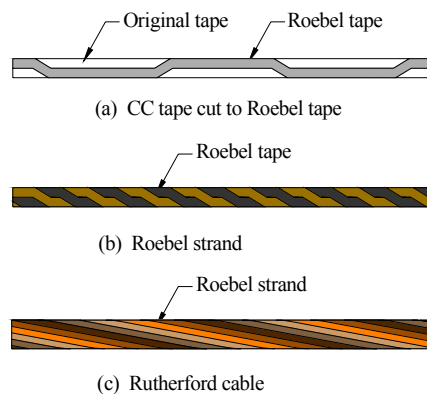 Original tape
Roebel tape
(a) CC tape cut to Roebel tape
Roebel tape
(b) Roebel strand
Roebel strand
(c) Rutherford cable